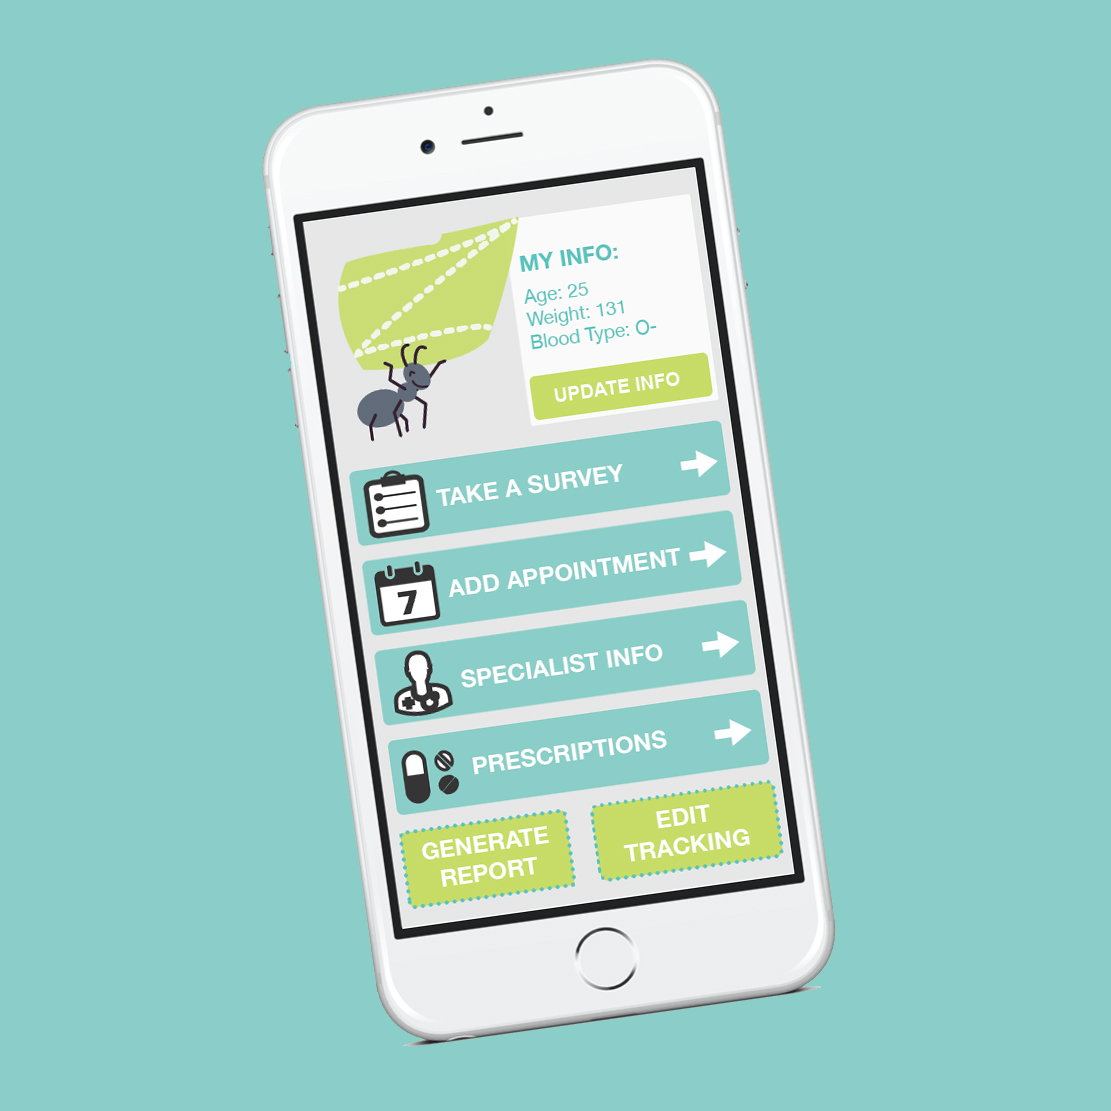 MY INFO:
Age: 25
Weight: 131
Blood Type: O-
UPDATE INFO
TAKE A SURVEY
7
ADD APPOINTMENT
SPECIALIST INFO
PRESCRIPTIONS
GENERATE
REPORT
EDIT
TRACKING